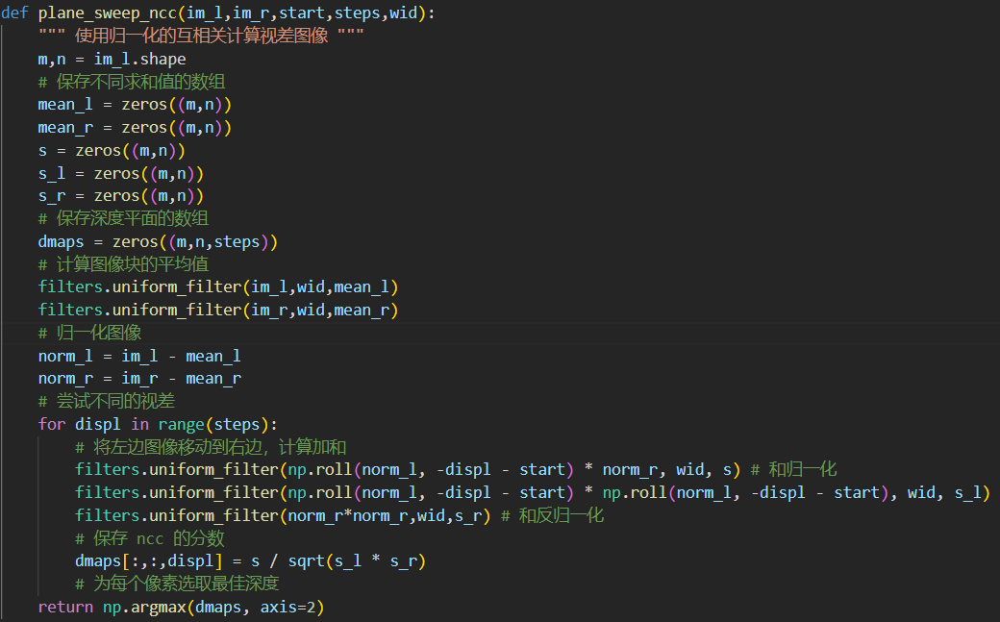 def plane_sweep_ncc(im_l,im_r,start,steps,wid):
    """ 使用归一化的互相关计算视差图像 """
    m,n = im_l.shape
    # 保存不同求和值的数组
    mean_l = zeros((m,n))
    mean_r = zeros((m,n))
    s = zeros((m,n))
    s_l = zeros((m,n))
    s_r = zeros((m,n))
    # 保存深度平面的数组
    dmaps = zeros((m,n,steps))
    # 计算图像块的平均值
    filters.uniform_filter(im_l,wid,mean_l)
    filters.uniform_filter(im_r,wid,mean_r)
    # 归一化图像
    norm_l = im_l - mean_l
    norm_r = im_r - mean_r
    # 尝试不同的视差
    for displ in range(steps):
        # 将左边图像移动到右边，计算加和
        filters.uniform_filter(np.roll(norm_l, -displ - start) * norm_r, wid, s) # 和归一化
        filters.uniform_filter(np.roll(norm_l, -displ - start) * np.roll(norm_l, -displ - start), wid, s_l)
        filters.uniform_filter(norm_r*norm_r,wid,s_r) # 和反归一化
        # 保存 ncc 的分数
        dmaps[:,:,displ] = s / sqrt(s_l * s_r)
        # 为每个像素选取最佳深度
    return np.argmax(dmaps, axis=2)